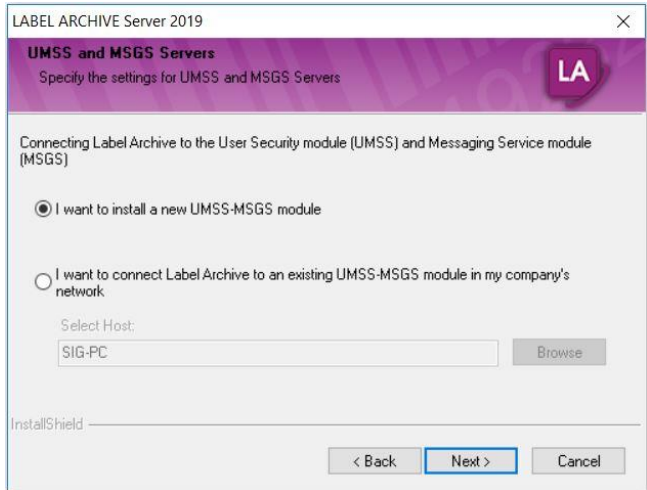 LABEL ARCHIVE Server 2019
UMSS and MSGS Servers
Specify the settings for UMSS and MSGS Servers
LA
Connecting Label Archive to the User Security module (UMSS) and Messaging Service module
(MSGS)
I want to install a new UMSS-MSGS module
I want to connect Label Archive to an existing UMSS-MSGS module in my company's
network
Select Host:
SIG-PC
Browse
InstallShield
< Back
Next >
Cancel